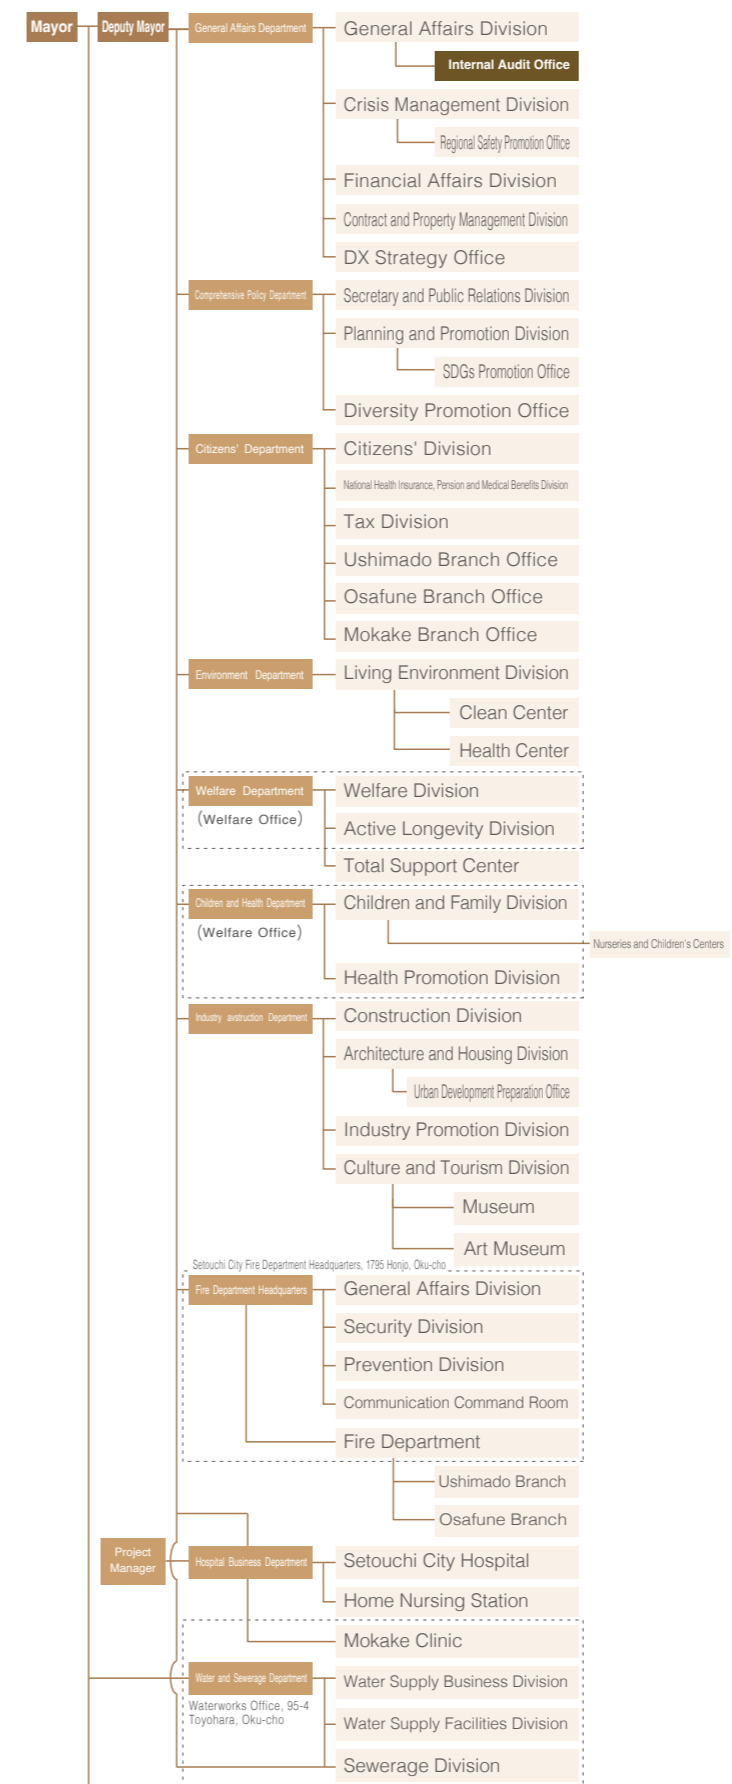 Mayor
Deputy Mayor
General Affairs Department
General Affairs Division
Internal Audit Office
Crisis Management Division
Regional Safety Promotion Office
Financial Affairs Division
Contract and Property Management Division
DX Strategy Office
Comprehensive Policy Department
Secretary and Public Relations Division
Planning and Promotion Division
SDGs Promotion Office
Diversity Promotion Office
Citizens' Department
Citizens' Division
National Health Insurance, Pension and Medical Benefits Division
Tax Division
Ushimado Branch Office
Osafune Branch Office
Mokake Branch Office
Environment Department
Living Environment Division
Clean Center
Health Center
Welfare Department
(Welfare Office)
Welfare Division
Active Longevity Division
Total Support Center
Children and Health Department
(Welfare Office)
Children and Family Division
Nurseries and Children's Centers
Health Promotion Division
Industry avstruction Department
Construction Division
Architecture and Housing Division
Urban Development Preparation Office
Industry Promotion Division
Culture and Tourism Division
Museum
Art Museum
Setouchi City Fire Department Headquarters, 1795 Honjo, Oku-cho
Fire Department Headquarters
General Affairs Division
Security Division
Prevention Division
Communication Command Room
Fire Department
Ushimado Branch
Osafune Branch
Project
Manager
Hospital Business Department
Setouchi City Hospital
Home Nursing Station
Mokake Clinic
Water and Sewerage Department
Waterworks Office, 95-4
Toyohara, Oku-cho
Water Supply Business Division
Water Supply Facilities Division
Sewerage Division